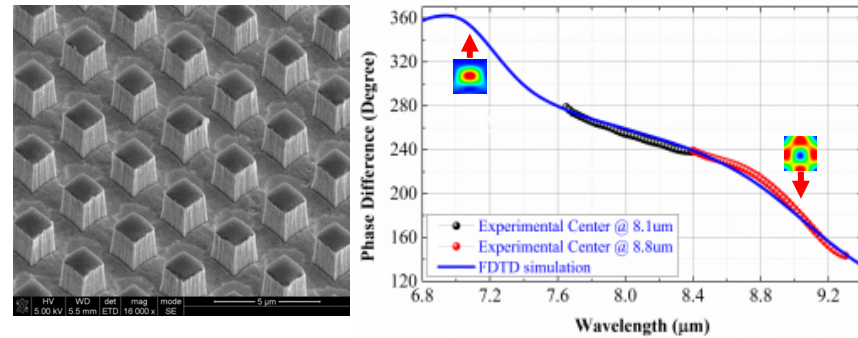 HV
5.00 kV
WD
5.5 mm
det
ETD
mag
16 000 x
mode
SE
5 µm
Phase Difference (Degree)
360
320
280
240
200
160
120
Experimental Center @ 8.1um
Experimental Center @ 8.8um
FDTD simulation
6.8 7.2 7.6 8.0 8.4 8.8 9.2
Wavelength (µm)